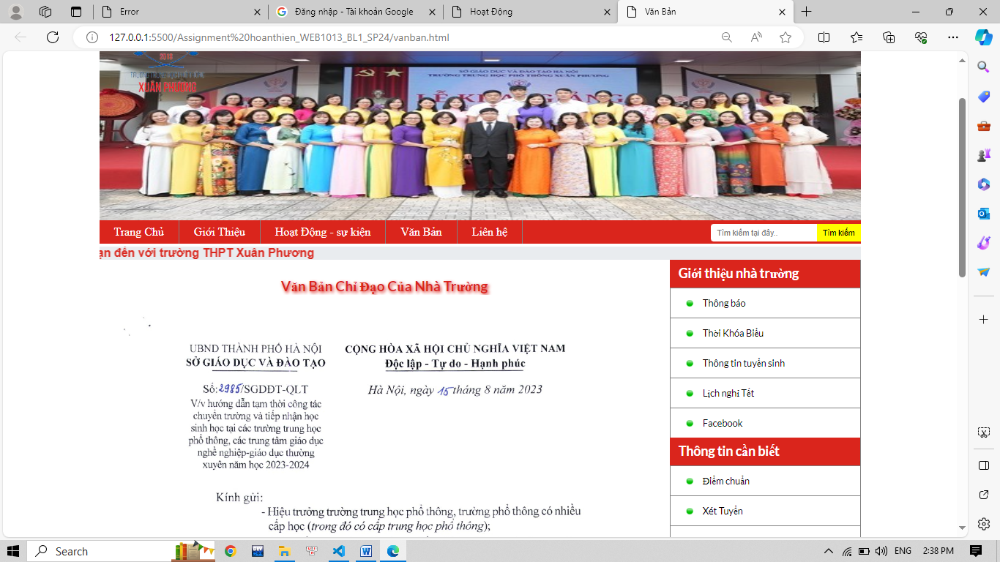 Error
Đăng nhập - Tài khoản Google
Hoạt Động
Văn Bản
127.0.0.1:5500/Assignment%20hoanthien_WEB1013_BL1_SP24/vanban.html
2018
XUÂN PHƯƠNG
SỞ GIÁO DỤC VÀ ĐÀO TẠO HÀ NỘI
TRƯỜNG TRUNG HỌC PHỔ THÔNG XUÂN PHƯƠNG
LỄ KHAI GIẢNG
Trang Chủ
Giới Thiệu
Hoạt Động - sự kiện
Văn Bản
Liên hệ
Tìm kiếm tại đây..
Tìm kiếm
ạn đến với trường THPT Xuân Phương
Văn Bản Chỉ Đạo Của Nhà Trường
UBND THÀNH PHỐ HÀ NỘI
SỞ GIÁO DỤC VÀ ĐÀO TẠO
CỘNG HÒA XÃ HỘI CHỦ NGHĨA VIỆT NAM
Độc lập - Tự do - Hạnh phúc
Số:2985/SGDĐT-QLT
Hà Nội, ngày 15 tháng 8 năm 2023
V/v hướng dẫn tạm thời công tác
chuyển trường và tiếp nhận học
sinh học tại các trường trung học
phổ thông, các trung tâm giáo dục
nghề nghiệp-giáo dục thường
xuyên năm học 2023-2024
Kính gửi:
- Hiệu trưởng trường trung học phổ thông, trường phổ thông có nhiều
cấp học (trong đó có cấp trung học phổ thông);
Giới thiệu nhà trường
Thông báo
Thời Khóa Biểu
Thông tin tuyển sinh
Lịch nghỉ Tết
Facebook
Thông tin cần biết
Điểm chuẩn
Xét Tuyển
Search
ENG
2:38 PM